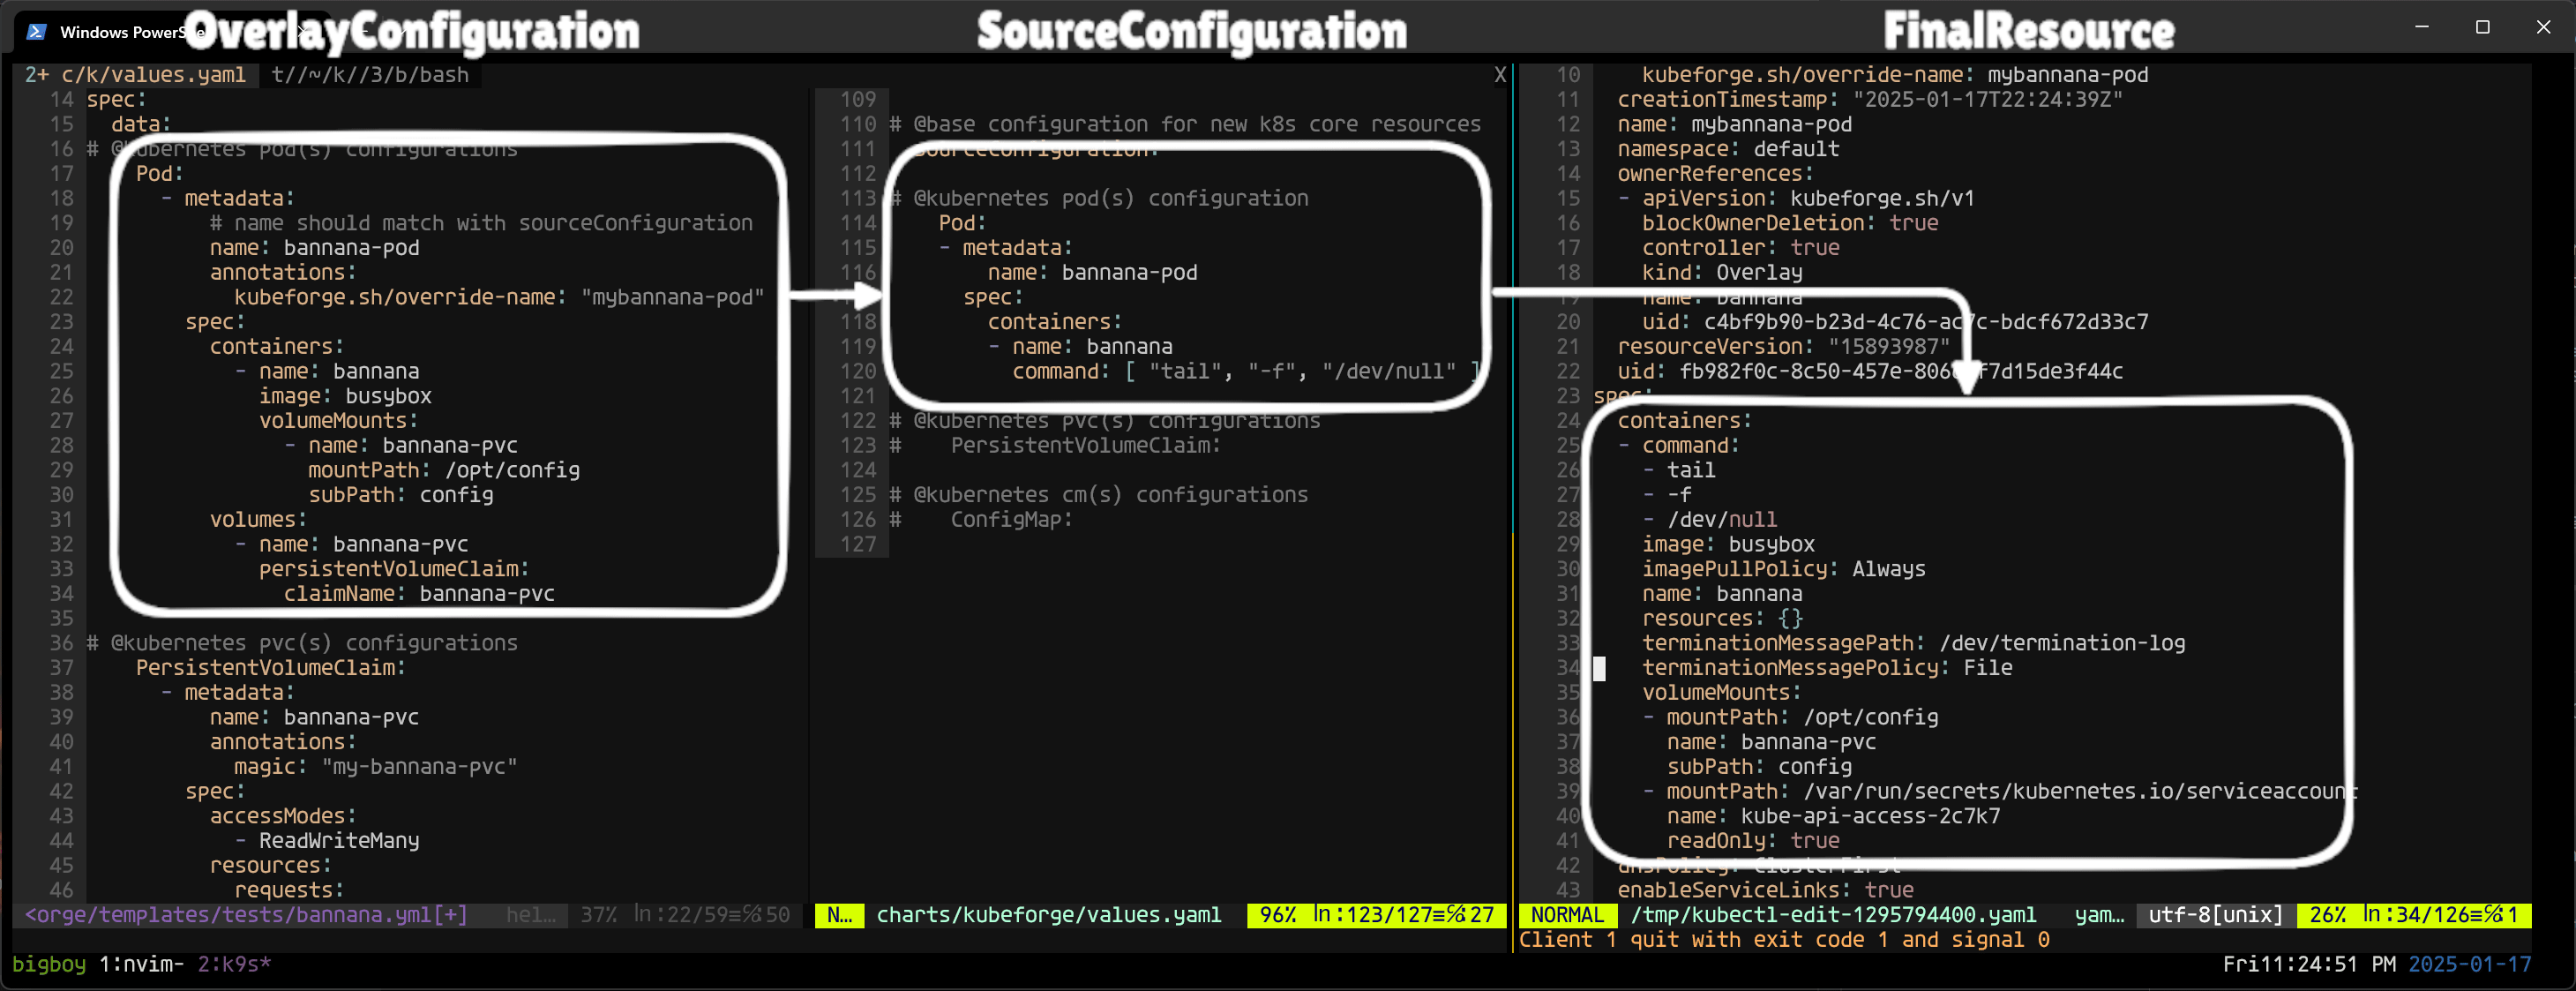 Windows PowerShe
OverlayConfiguration
SourceConfiguration
FinalResource
2+ c/k/values.yaml t//~/k//3/b/bash X
14 spec:
15 data:
16 # @kubernetes pod(s) configurations
17 Pod:
18 - metadata:
19 # name should match with sourceConfiguration
20 name: bannana-pod
21 annotations:
22 kubeforge.sh/override-name: "mybannana-pod"
23 spec:
24 containers:
25 - name: bannana
26 image: busybox
27 volumeMounts:
28 - name: bannana-pvc
29 mountPath: /opt/config
30 subPath: config
31 volumes:
32 - name: bannana-pvc
33 persistentVolumeClaim:
34 claimName: bannana-pvc
35
36 # @kubernetes pvc(s) configurations
37 PersistentVolumeClaim:
38 - metadata:
39 name: bannana-pvc
40 annotations:
41 magic: "my-bannana-pvc"
42 spec:
43 accessModes:
44 - ReadWriteMany
45 resources:
46 requests:
<orge/templates/tests/bannana.yml[+] hel… 37% ln:22/59≡℅50
109
110 # @base configuration for new k8s core resources
111 sourceConfiguration:
112
113 # @kubernetes pod(s) configuration
114 Pod:
115 - metadata:
116 name: bannana-pod
spec:
118 containers:
119 - name: bannana
120 command: [ "tail", "-f", "/dev/null" ]
121
122 # @kubernetes pvc(s) configurations
123 # PersistentVolumeClaim:
124
125 # @kubernetes cm(s) configurations
126 # ConfigMap:
127
N… charts/kubeforge/values.yaml 96% ln:123/127≡℅27
10 kubeforge.sh/override-name: mybannana-pod
11 creationTimestamp: "2025-01-17T22:24:39Z"
12 name: mybannana-pod
13 namespace: default
14 ownerReferences:
15 - apiVersion: kubeforge.sh/v1
16 blockOwnerDeletion: true
17 controller: true
18 kind: Overlay
19 name: bannana
20 uid: c4bf9b90-b23d-4c76-ac7c-bdcf672d33c7
21 resourceVersion: "15893987"
22 uid:
23 spec:
24 containers:
25 - command:
26 - tail
27 - -f
28 - /dev/null
29 image: busybox
30 imagePullPolicy: Always
31 name: bannana
32 resources: {}
33 terminationMessagePath: /dev/termination-log
34 terminationMessagePolicy: File
35 volumeMounts:
36 - mountPath: /opt/config
37 name: bannana-pvc
38 subPath: config
39 - mountPath: /var/run/secrets/kubernetes.io/serviceaccount
40 name: kube-api-access-2c7k7
41 readOnly: true
42 dnsPolicy: ClusterFirst
43 enableServiceLinks: true
NORMAL /tmp/kubectl-edit-1295794400.yaml yam… utf-8[unix] 26% ln:34/126≡℅1
Client 1 quit with exit code 1 and signal 0
bigboy 1:nvim- 2:k9s* Fri11:24:51 PM 2025-01-17